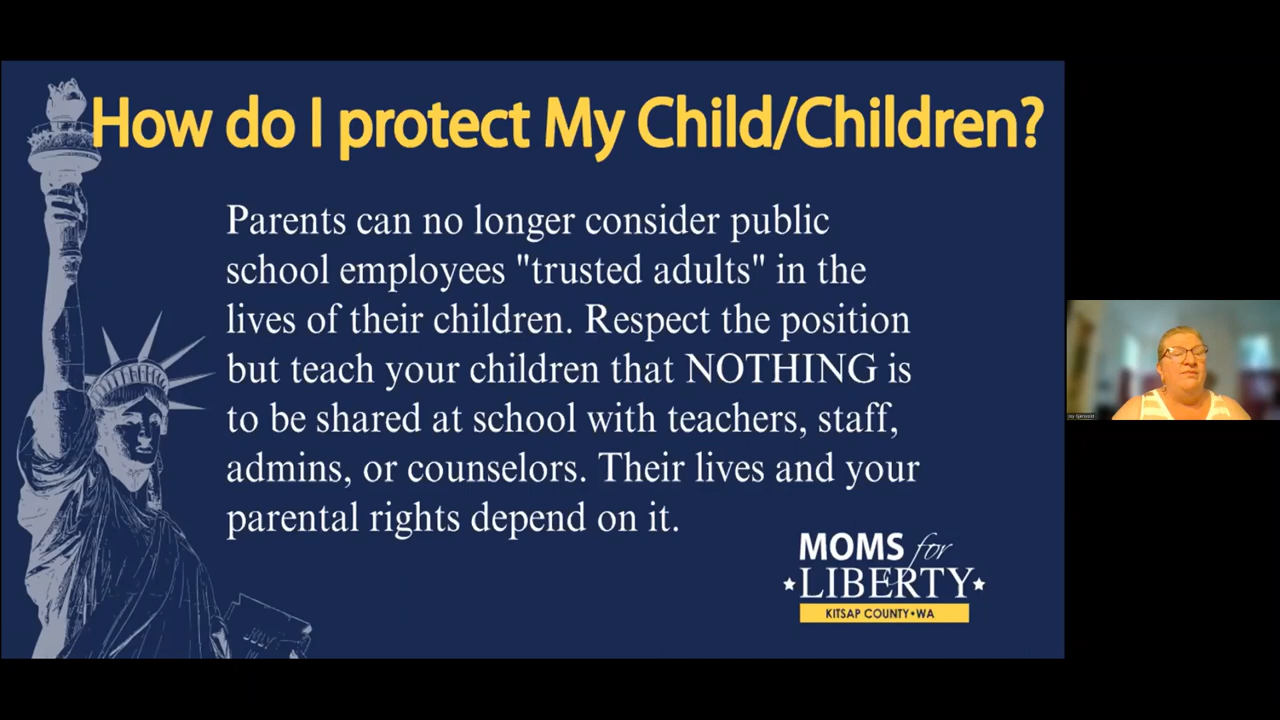 How do I protect My Child/Children?
Parents can no longer consider public
school employees "trusted adults" in the
lives of their children. Respect the position
but teach your children that NOTHING is
to be shared at school with teachers, staff,
admins, or counselors. Their lives and your
parental rights depend on it.
MOMS for
LIBERTY
KITSAP COUNTY•WA
JULY